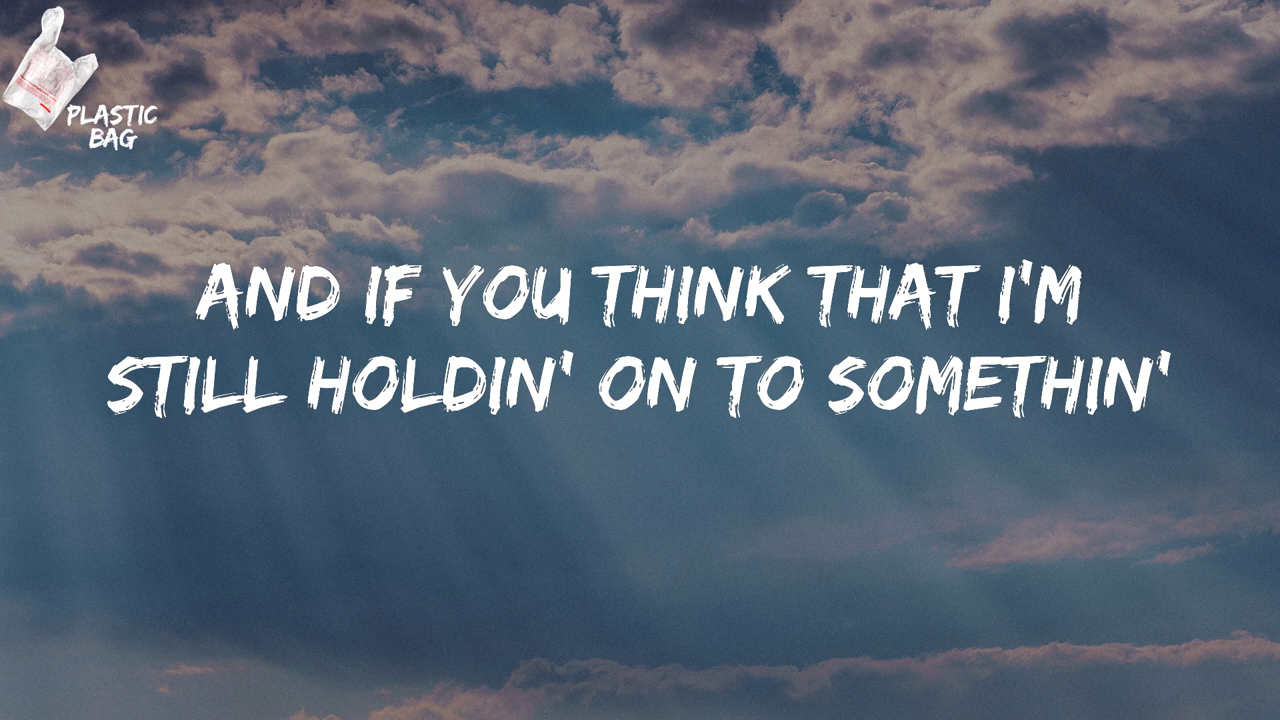 PLASTIC
BAG
AND IF YOU THINK THAT I'M
STILL HOLDIN' ON TO SOMETHIN'